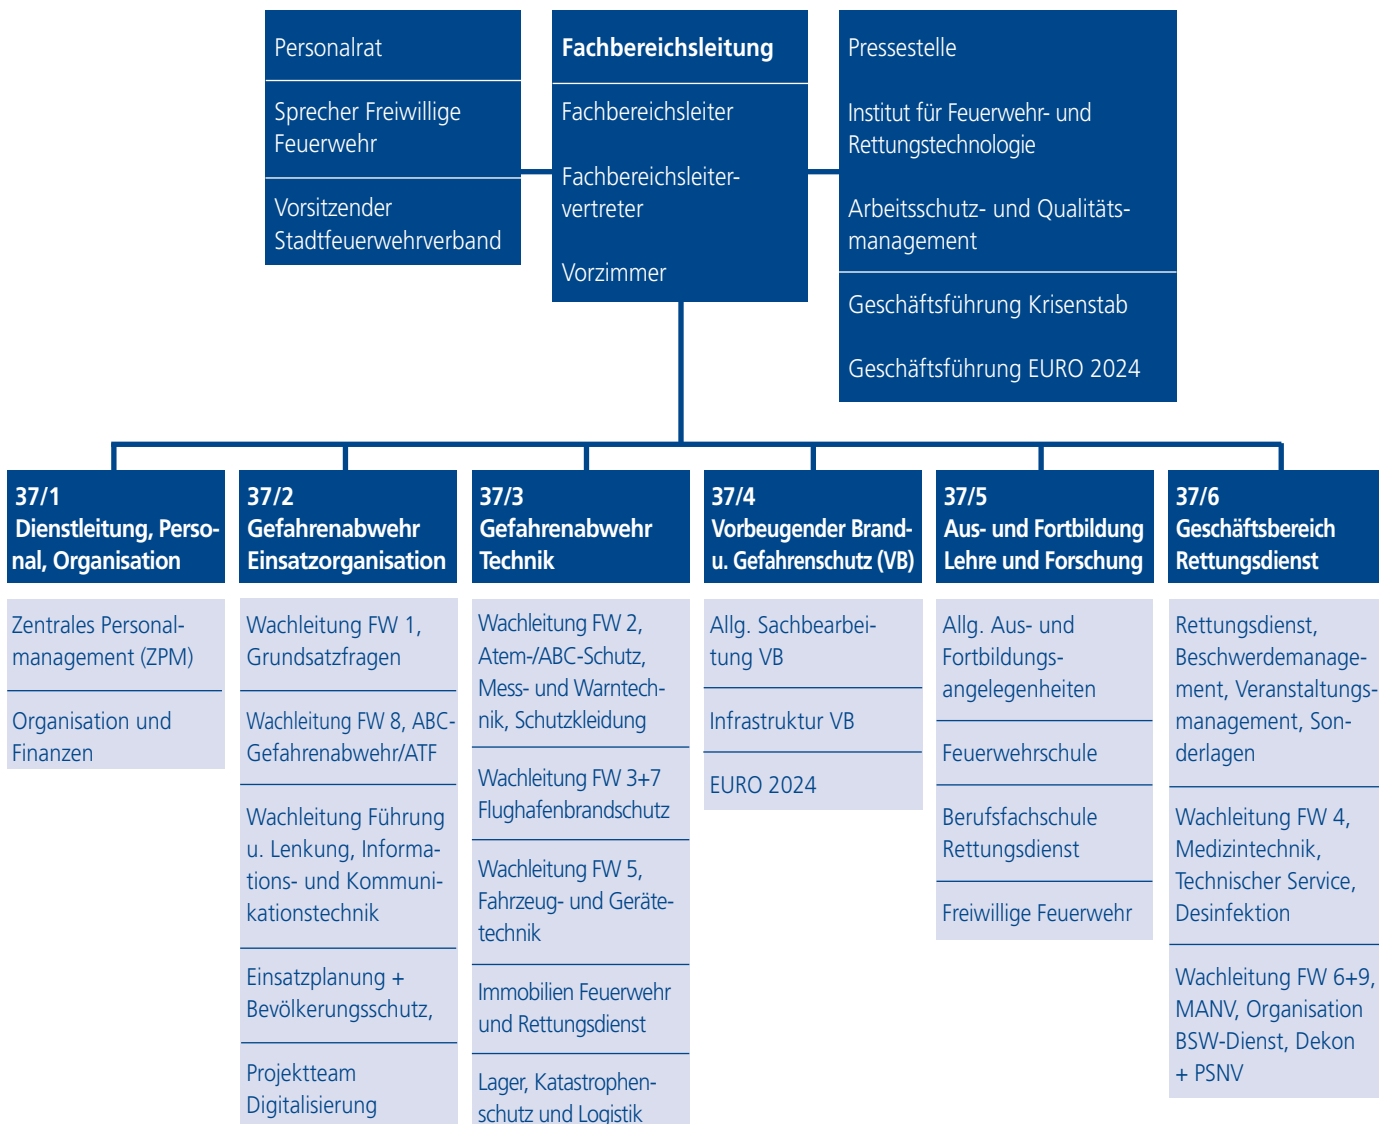 Personalrat
Sprecher Freiwillige
Feuerwehr
Vorsitzender
Stadtfeuerwehrverband
Fachbereichsleitung
Fachbereichsleiter
Fachbereichsleiter-
vertreter
Vorzimmer
Pressestelle
Institut für Feuerwehr- und
Rettungstechnologie
Arbeitsschutz- und Qualitäts-
management
Geschäftsführung Krisenstab
Geschäftsführung EURO 2024
37/1
Dienstleitung, Perso-
nal, Organisation
Zentrales Personal-
management (ZPM)
Organisation und
Finanzen
37/2
Gefahrenabwehr
Einsatzorganisation
Wachleitung FW 1,
Grundsatzfragen
Wachleitung FW 8, ABC-
Gefahrenabwehr/ATF
Wachleitung Führung
u. Lenkung, Informa-
tions- und Kommuni-
kationstechnik
Einsatzplanung +
Bevölkerungsschutz,
Projektteam
Digitalisierung
37/3
Gefahrenabwehr
Technik
Wachleitung FW 2,
Atem-/ABC-Schutz,
Mess- und Warntech-
nik, Schutzkleidung
Wachleitung FW 3+7
Flughafenbrandschutz
Wachleitung FW 5,
Fahrzeug- und Geräte-
technik
Immobilien Feuerwehr
und Rettungsdienst
Lager, Katastrophen-
schutz und Logistik
37/4
Vorbeugender Brand-
u. Gefahrenschutz (VB)
Allg. Sachbearbei-
tung VB
Infrastruktur VB
EURO 2024
37/5
Aus- und Fortbildung
Lehre und Forschung
Allg. Aus- und
Fortbildungs-
angelegenheiten
Feuerwehrschule
Berufsfachschule
Rettungsdienst
Freiwillige Feuerwehr
37/6
Geschäftsbereich
Rettungsdienst
Rettungsdienst,
Beschwerdemanage-
ment, Veranstaltungs-
management, Son-
derlagen
Wachleitung FW 4,
Medizintechnik,
Technischer Service,
Desinfektion
Wachleitung FW 6+9,
MANV, Organisation
BSW-Dienst, Dekon
+ PSNV